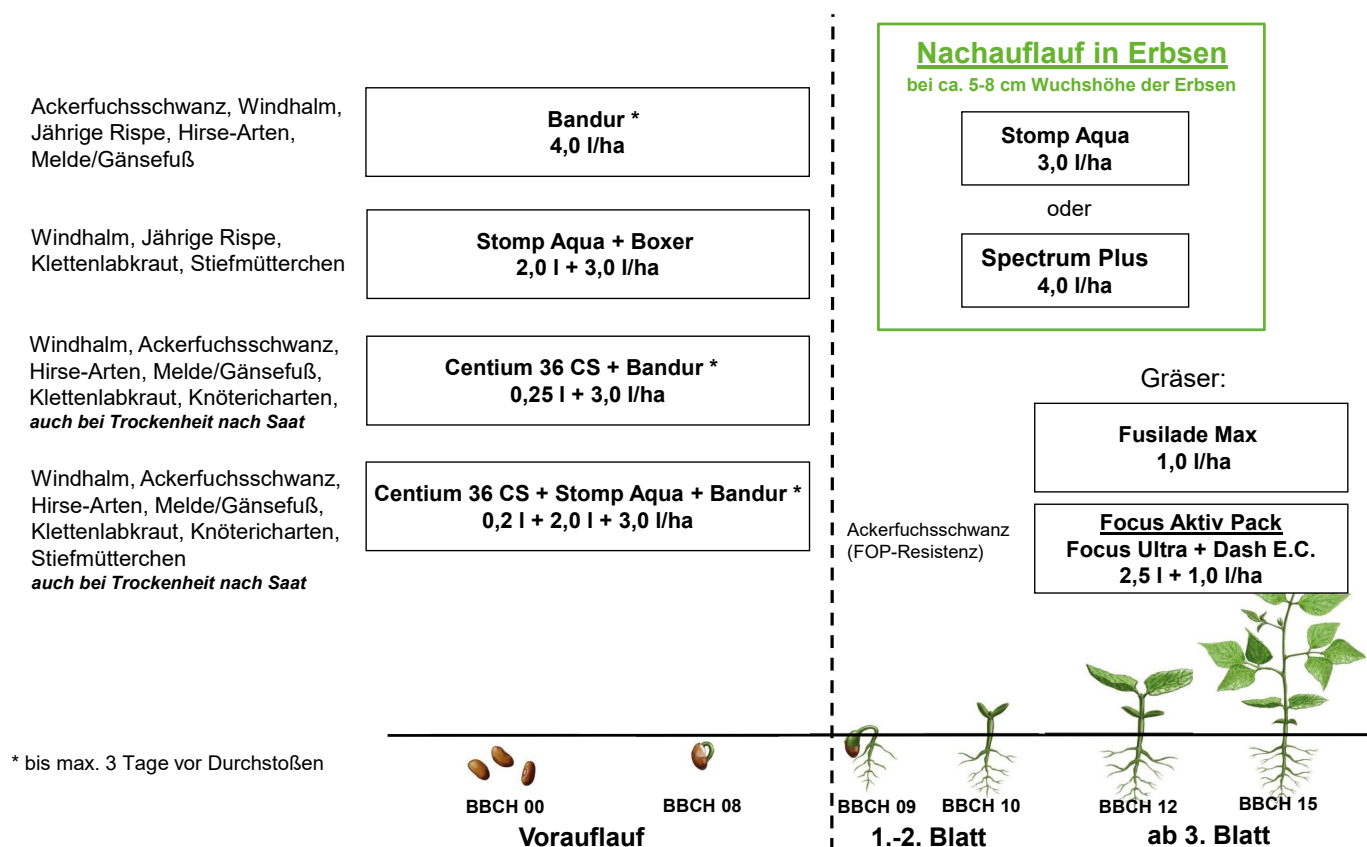 Ackerfuchsschwanz, Windhalm,
Jährige Rispe, Hirse-Arten,
Melde/Gänsefuß
Bandur *
4,0 l/ha
Windhalm, Jährige Rispe,
Klettenlabkraut, Stiefmütterchen
Stomp Aqua + Boxer
2,0 l + 3,0 l/ha
Windhalm, Ackerfuchsschwanz,
Hirse-Arten, Melde/Gänsefuß,
Klettenlabkraut, Knötericharten,
auch bei Trockenheit nach Saat
Centium 36 CS + Bandur *
0,25 l + 3,0 l/ha
Windhalm, Ackerfuchsschwanz,
Hirse-Arten, Melde/Gänsefuß,
Klettenlabkraut, Knötericharten,
Stiefmütterchen
auch bei Trockenheit nach Saat
Centium 36 CS + Stomp Aqua + Bandur *
0,2 l + 2,0 l + 3,0 l/ha
Nachauflauf in Erbsen
bei ca. 5-8 cm Wuchshöhe der Erbsen
Stomp Aqua
3,0 l/ha
oder
Spectrum Plus
4,0 l/ha
Gräser:
Fusilade Max
1,0 l/ha
Ackerfuchsschwanz
(FOP-Resistenz)
Focus Aktiv Pack
Focus Ultra + Dash E.C.
2,5 l + 1,0 l/ha
* bis max. 3 Tage vor Durchstoßen
BBCH 00
BBCH 08
BBCH 09
BBCH 10
BBCH 12
BBCH 15
Vorauflauf
1.-2. Blatt
ab 3. Blatt